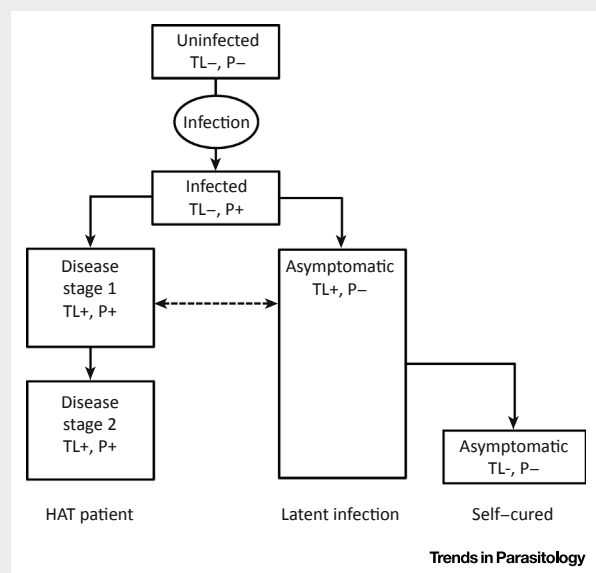 Uninfected
TL−, P−
Infection
Infected
TL−, P+
Disease
stage 1
TL+, P+
Asymptomatic
TL+, P−
Disease
stage 2
TL+, P+
Asymptomatic
TL-, P−
HAT patient
Latent infection
Self−cured
Trends in Parasitology